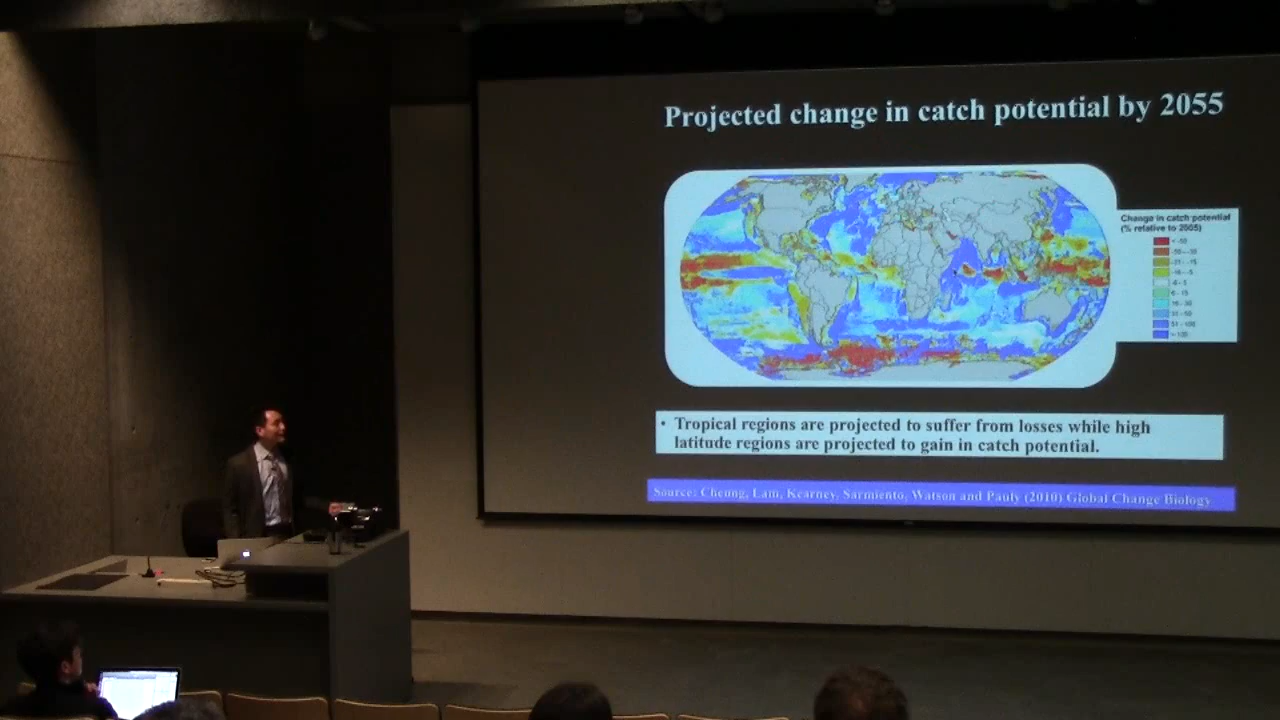 Projected change in catch potential by 2055
Change in catch potential
(% relative to 2005)
• Tropical regions are projected to suffer from losses while high
latitude regions are projected to gain in catch potential.
Source: Cheung, Lam, Kearney, Sarmiento, Watson and Pauly (2010) Global Change Biology